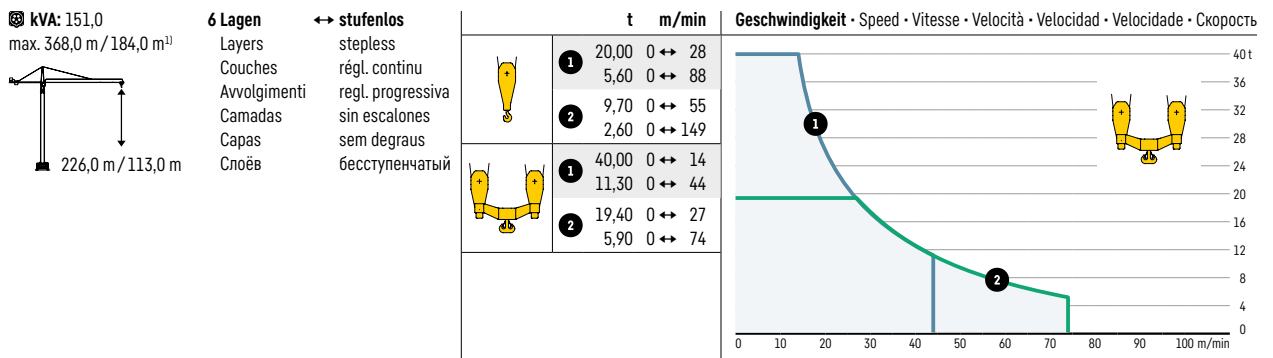 kVA: 151,0
max. 368,0 m / 184,0 m¹⁾
226,0 m / 113,0 m
6 Lagen ↔ stufenlos
Layers stepless
Couches régl. continu
Avvolgimenti regl. progressiva
Camadas sin escalones
Capas sem degraus
Слоёв бесступенчатый
t m/min
1 20,00 0 ↔ 28
5,60 0 ↔ 88
2 9,70 0 ↔ 55
2,60 0 ↔ 149
1 40,00 0 ↔ 14
11,30 0 ↔ 44
2 19,40 0 ↔ 27
5,90 0 ↔ 74
Geschwindigkeit · Speed · Vitesse · Velocità · Velocidad · Velocidade · Скорость
40 t
36
32
28
24
20
16
12
8
4
0
1
2
0 10 20 30 40 50 60 70 80 90 100 m/min